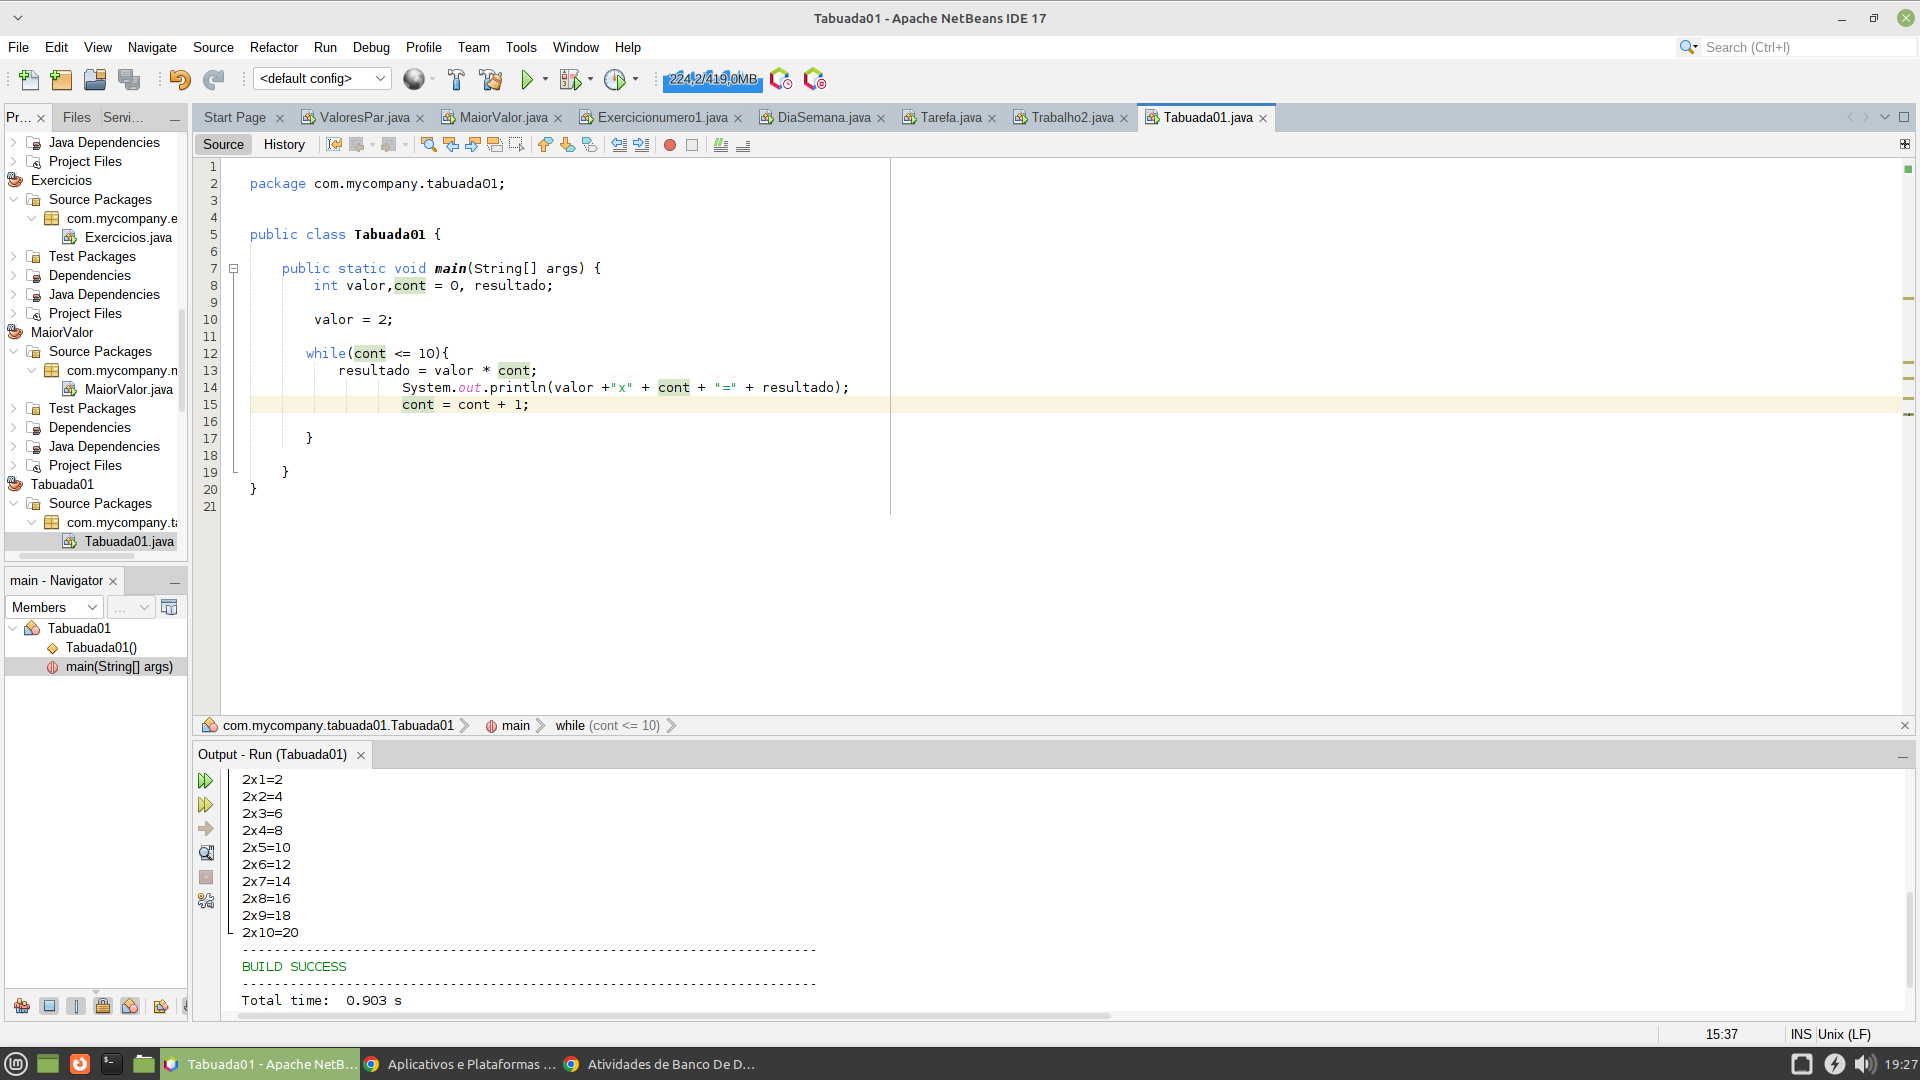 Tabuada01 - Apache NetBeans IDE 17
File Edit View Navigate Source Refactor Run Debug Profile Team Tools Window Help
Search (Ctrl+I)
<default config>
224,2/419,0MB
Pr... Files Servi...
Start Page ValoresPar.java MaiorValor.java Exercicionumero1.java DiaSemana.java Tarefa.java Trabalho2.java Tabuada01.java
Source History
Java Dependencies
Project Files
Exercicios
Source Packages
com.mycompany.e
Exercicios.java
Test Packages
Dependencies
Java Dependencies
Project Files
MaiorValor
Source Packages
com.mycompany.m
MaiorValor.java
Test Packages
Dependencies
Java Dependencies
Project Files
Tabuada01
Source Packages
com.mycompany.ta
Tabuada01.java
1
2 package com.mycompany.tabuada01;
3
4
5 public class Tabuada01 {
6
7 public static void main(String[] args) {
8 int valor,cont = 0, resultado;
9
10 valor = 2;
11
12 while(cont <= 10){
13 resultado = valor * cont;
14 System.out.println(valor +"x" + cont + "=" + resultado);
15 cont = cont + 1;
16
17 }
18
19 }
20 }
21
main - Navigator
Members ...
Tabuada01
Tabuada01()
main(String[] args)
com.mycompany.tabuada01.Tabuada01 main while (cont <= 10)
Output - Run (Tabuada01)
2x1=2
2x2=4
2x3=6
2x4=8
2x5=10
2x6=12
2x7=14
2x8=16
2x9=18
2x10=20
------------------------------------------------------------------------
BUILD SUCCESS
------------------------------------------------------------------------
Total time:  0.903 s
15:37 INS Unix (LF)
Tabuada01 - Apache NetB... Aplicativos e Plataformas ... Atividades de Banco De D... 19:27